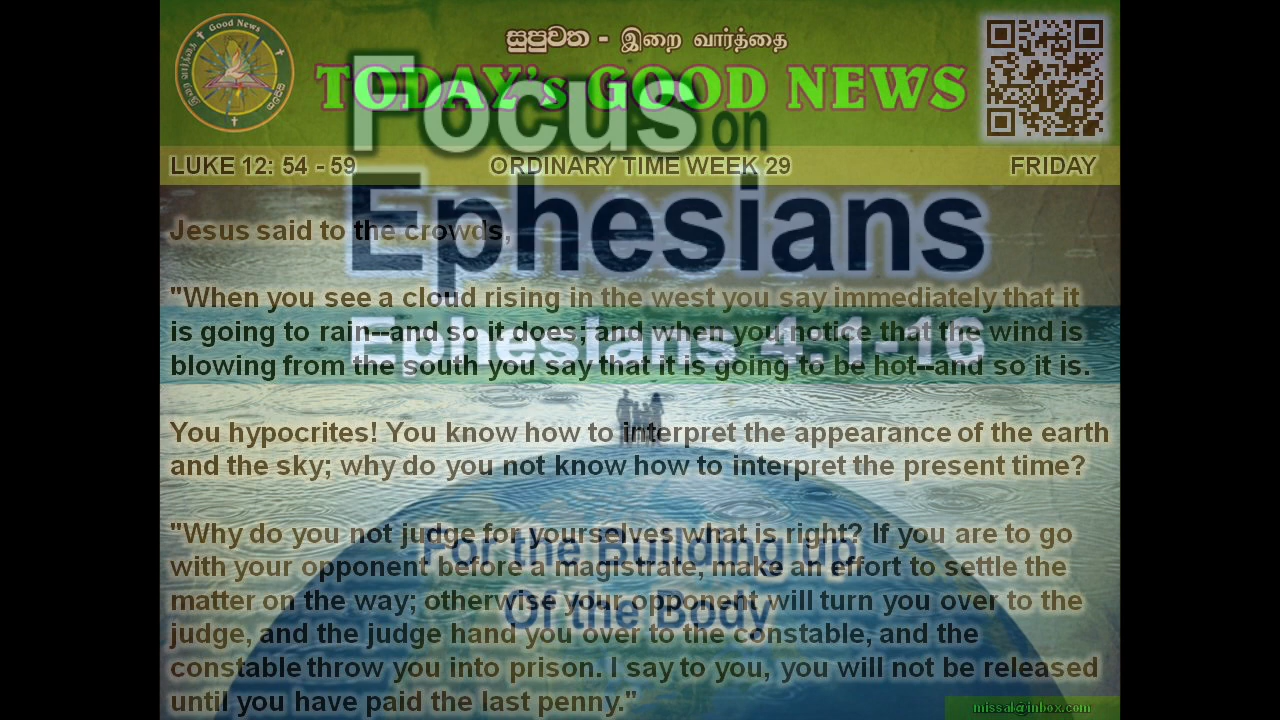 Good News
සුපුවත - இறை வார்த்தை
TODAY's GOOD NEWS
Focus on
LUKE 12: 54 - 59 ORDINARY TIME WEEK 29 FRIDAY
Ephesians
Jesus said to the crowds,
"When you see a cloud rising in the west you say immediately that it
is going to rain--and so it does; and when you notice that the wind is
Ephesians 4: 1-16
blowing from the south you say that it is going to be hot--and so it is.
You hypocrites! You know how to interpret the appearance of the earth
and the sky; why do you not know how to interpret the present time?
"Why do you not judge for yourselves what is right? If you are to go
For the Building up
with your opponent before a magistrate, make an effort to settle the
matter on the way; otherwise your opponent will turn you over to the
Of the Body
judge, and the judge hand you over to the constable, and the
constable throw you into prison. I say to you, you will not be released
until you have paid the last penny."
missal@inbox.com